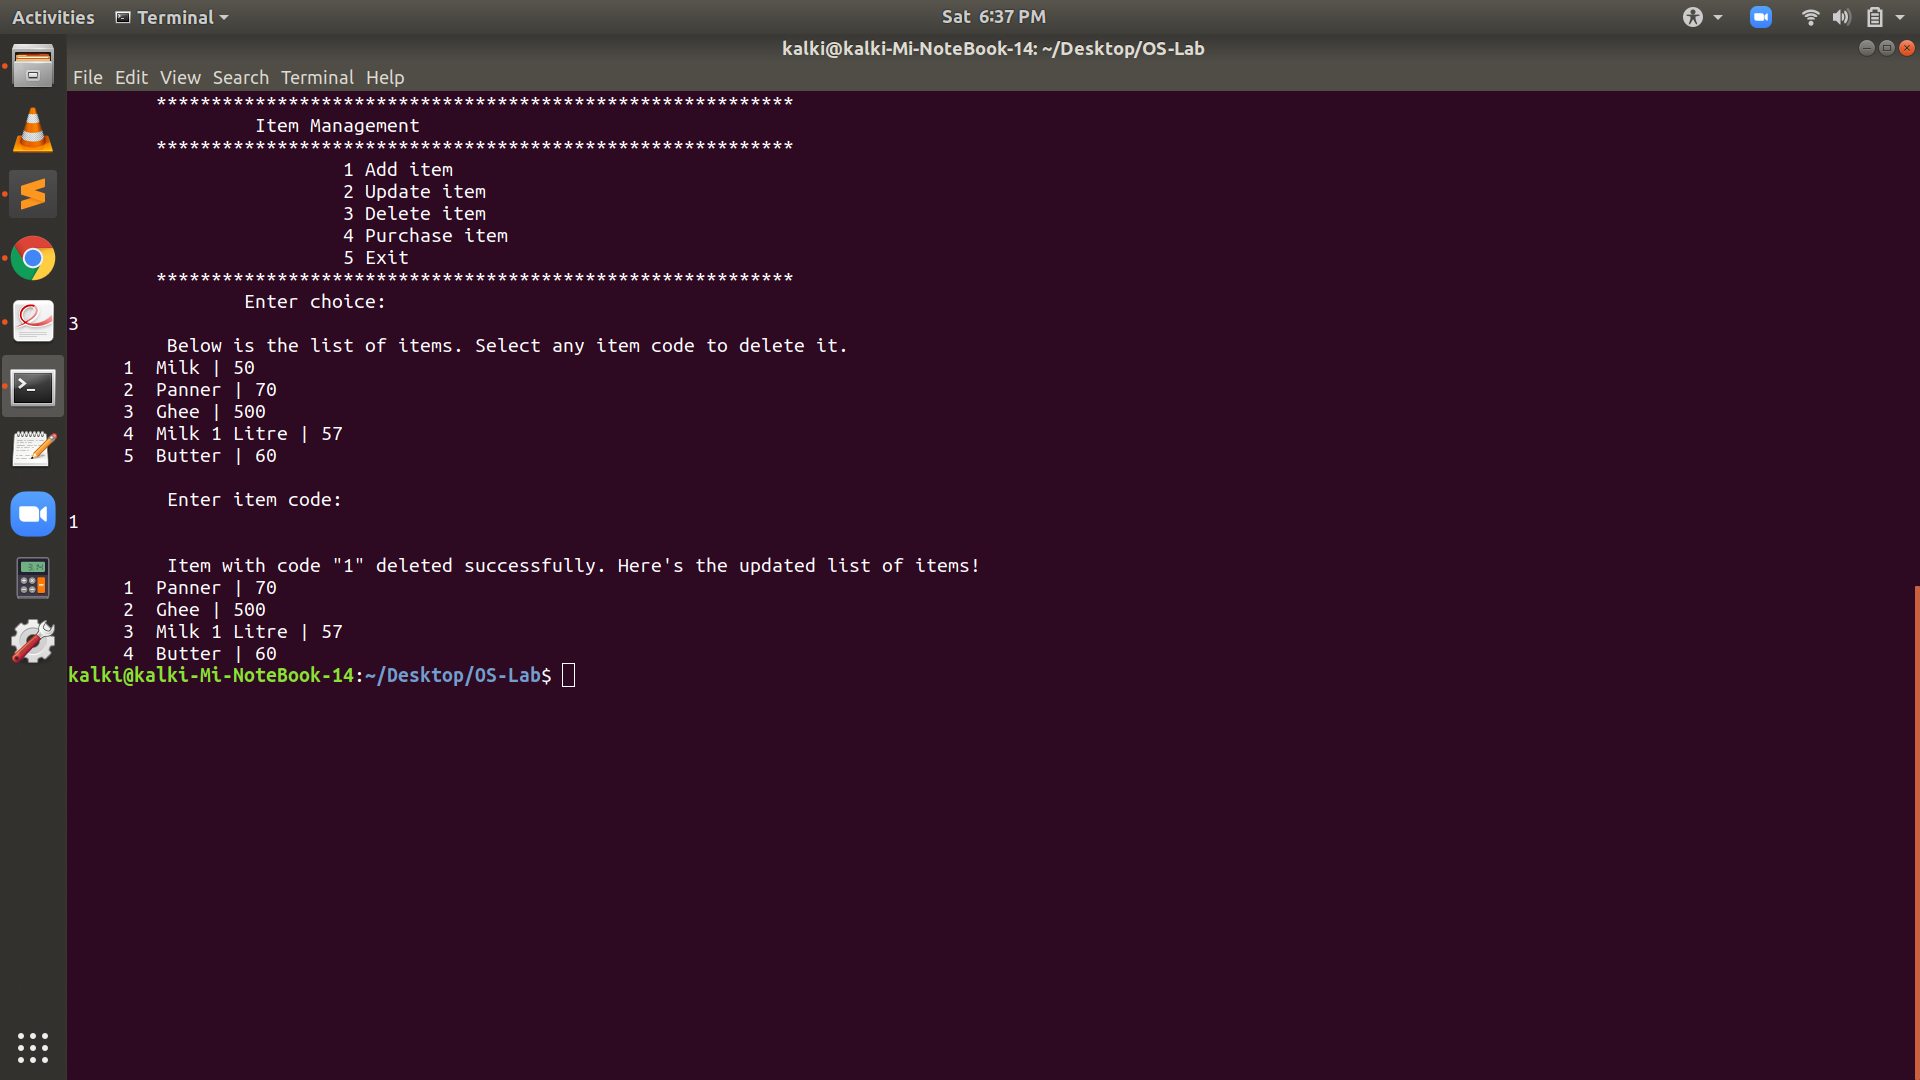 Activities Terminal Sat 6:37 PM
kalki@kalki-Mi-NoteBook-14: ~/Desktop/OS-Lab
File Edit View Search Terminal Help
**********************************************************
Item Management
**********************************************************
1 Add item
2 Update item
3 Delete item
4 Purchase item
5 Exit
**********************************************************
Enter choice:
3
Below is the list of items. Select any item code to delete it.
1 Milk | 50
2 Panner | 70
3 Ghee | 500
4 Milk 1 Litre | 57
5 Butter | 60
Enter item code:
1
Item with code "1" deleted successfully. Here's the updated list of items!
1 Panner | 70
2 Ghee | 500
3 Milk 1 Litre | 57
4 Butter | 60
kalki@kalki-Mi-NoteBook-14:~/Desktop/OS-Lab$